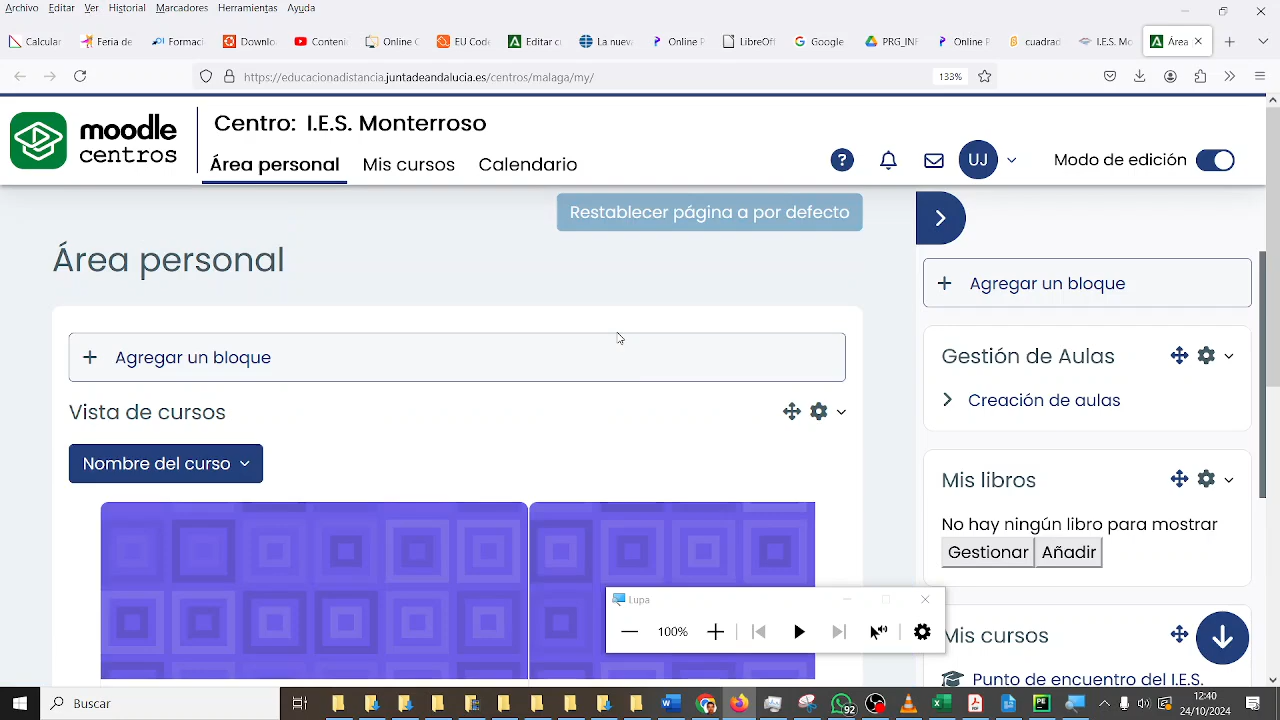 Archivo Editar Ver Historial Marcadores Herramientas Ayuda
Calcular Feria de Formaci Downlo Conteni Online C EU Code Editar c La nueva Online P LibreOff Google PRG_INF Online P cuadrad I.E.S. Mo Área
https://educacionadistancia.juntadeandalucia.es/centros/malaga/my/ 133%
moodle
centros
Centro: I.E.S. Monterroso
Área personal Mis cursos Calendario
? UJ Modo de edición
Restablecer página a por defecto
Área personal
+ Agregar un bloque
Vista de cursos
Nombre del curso
+ Agregar un bloque
Gestión de Aulas
Creación de aulas
Mis libros
No hay ningún libro para mostrar
Gestionar Añadir
Mis cursos
Punto de encuentro del I.E.S.
Lupa
100%
Buscar
92
12:40
24/10/2024